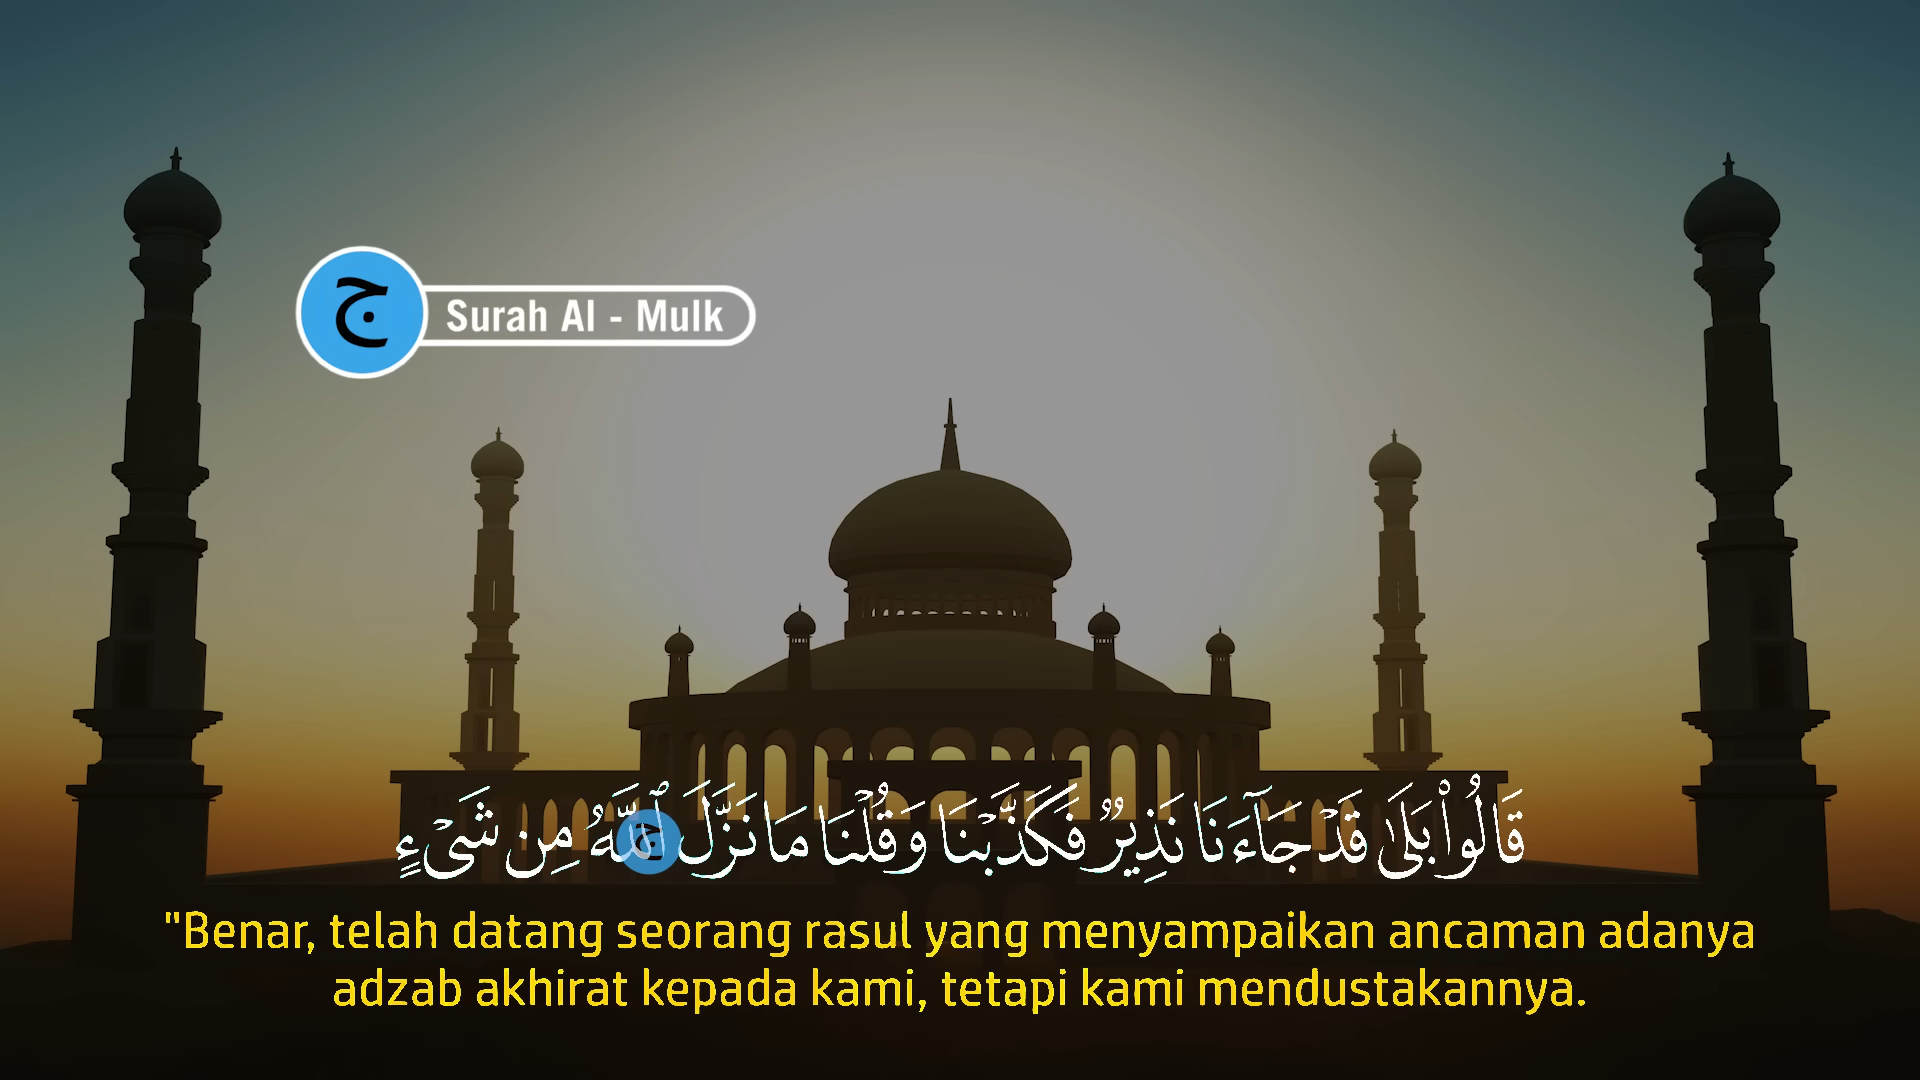 ج
Surah Al - Mulk
قَالُوا۟ بَلَىٰ قَدْ جَآءَنَا نَذِيرٌ فَكَذَّبْنَا وَقُلْنَا مَا نَزَّلَ ٱللَّهُ مِن شَىْءٍ
ج
"Benar, telah datang seorang rasul yang menyampaikan ancaman adanya
adzab akhirat kepada kami, tetapi kami mendustakannya.